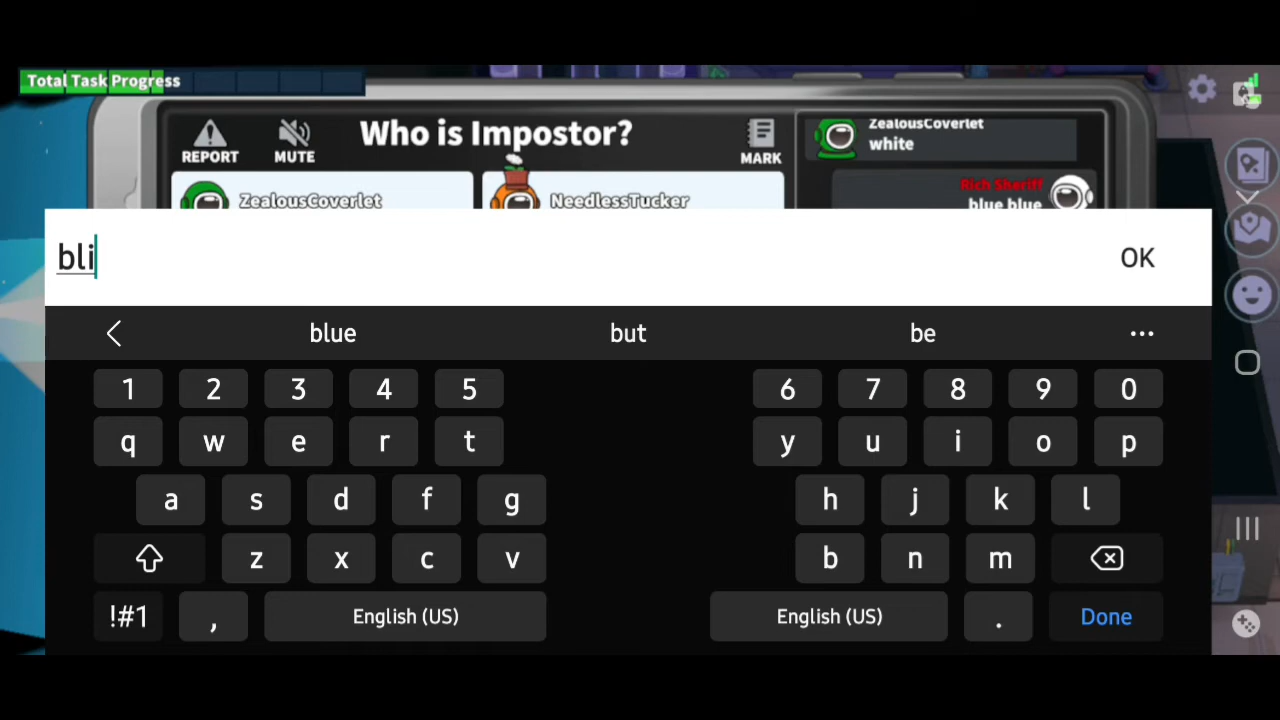 Total Task Progress
Who is Impostor?
REPORT
MUTE
MARK
ZealousCoverlet
white
Rich Sheriff
blue blue
ZealousCoverlet
NeedlessTucker
bli
OK
blue but be
1 2 3 4 5 6 7 8 9 0
q w e r t y u i o p
a s d f g h j k l
z x c v b n m
!#1 , English (US) English (US) . Done